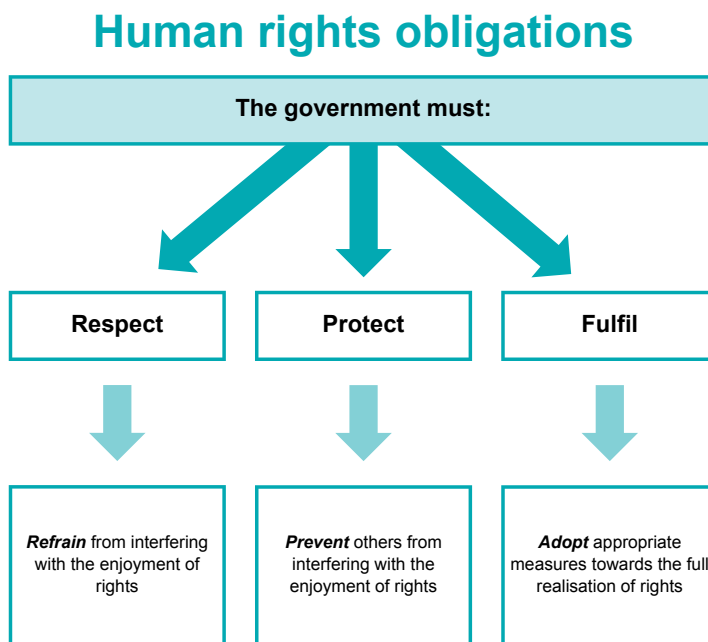 Human rights obligations
The government must:
Respect
Protect
Fulfil
Refrain from interfering
with the enjoyment of
rights
Prevent others from
interfering with the
enjoyment of rights
Adopt appropriate
measures towards the full
realisation of rights